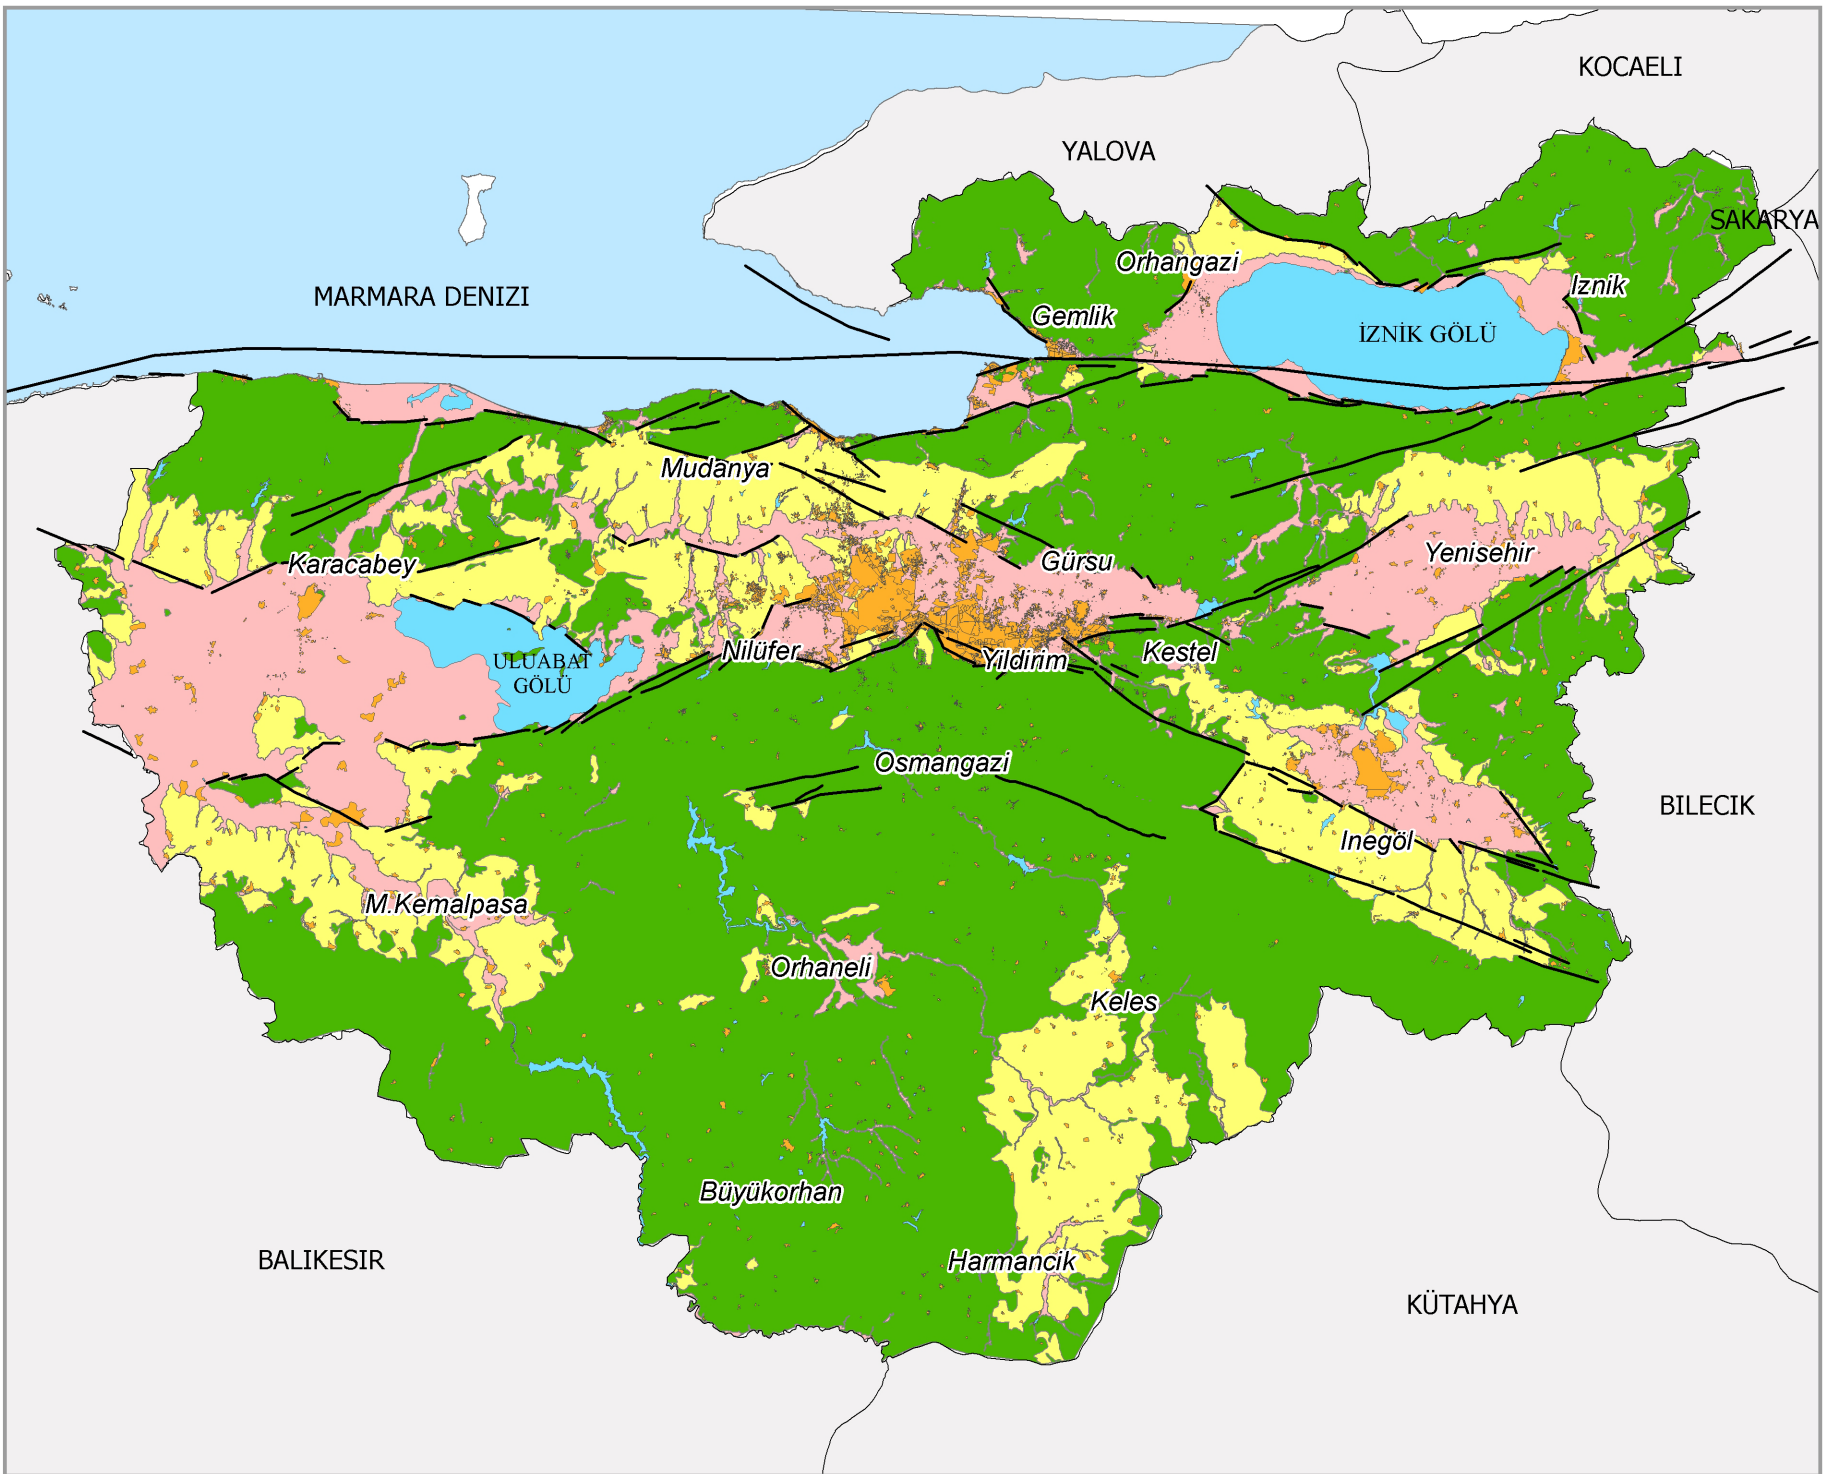 KOCAELI
YALOVA
SAKARYA
Orhangazi
Iznik
MARMARA DENIZI
Gemlik
İZNİK GÖLÜ
Mudanya
Yenisehir
Karacabey
Gürsu
Nilüfer
Kestel
Yildirim
ULUABAT
GÖLÜ
Osmangazi
BILECIK
Inegöl
M.Kemalpasa
Orhaneli
Keles
Büyükorhan
BALIKESIR
Harmancik
KÜTAHYA